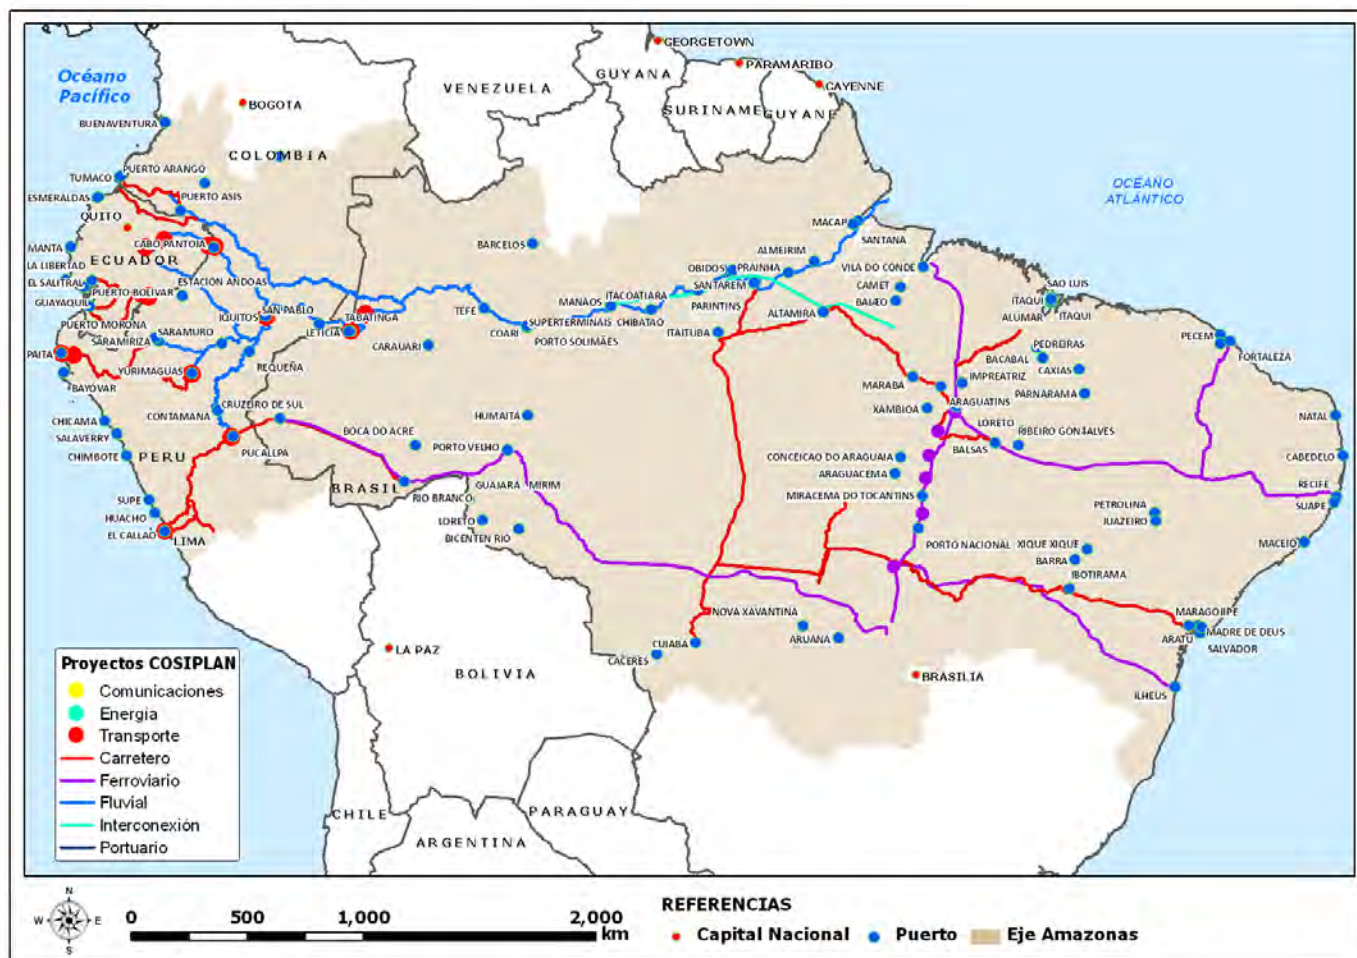 GEORGETOWN
Océano
Pacífico
PARAMARIBO
GUYANA
CAYENNE
VENEZUELA
BOGOTA
SURINAME
GUYANE
BUENAVENTURA
COLOMBIA
PUERTO ARANGO
TUMACO
OCÉANO
ATLÁNTICO
ESMERALDAS
PUERTO ASIS
QUITO
MACAP
SANTANA
MANTA
CABO PANTOJA
BARCELOS
ALMEIRIM
LA LIBERTAD
ECUADOR
OBIDOS
PRAINHA
VILA DO CONDE
EL SALITRAL
ESTACION ANDOAS
CAMET
SAO LUIS
PUERTO BOLIVAR
SANTAREM
GUAYAQUIL
MANAOS
ITACOATIARA
PARINTINS
BAIAO
ITAQUI
IQUITOS
SAN PABLO
TABATINGA
TEFE
SUPERTERMINAIS
CHIBATAO
ALTAMIRA
ALUMAR
ITAQUI
PUERTO MORONA
SARAMURO
LETICIA
COARI
PORTO SOLIMÃES
ITAITUBA
PECEM
SARAMIRIZA
CARAUARI
PEDREIRAS
FORTALEZA
PAITA
REQUEÑA
BACABAL
YURIMAGUAS
MARABÁ
IMPREATRIZ
CAXIAS
BAYOVAR
PARNARAMA
CONTAMANA
CRUZEIRO DE SUL
HUMAITÁ
XAMBIOA
ARAGUATINS
NATAL
CHICAMA
LORETO
SALAVERRY
BOCA DO ACRE
PORTO VELHO
RIBEIRO GONTALVES
BALSAS
CHIMBOTE
PERU
PUCALLPA
CONCEICAO DO ARAGUAIA
CABEDELO
ARAGUACEMA
BRASIL
GUAJARA MIRIM
RECIFE
SUPE
RIO BRANCO
MIRACEMA DO TOCANTINS
PETROLINA
SUAPE
HUACHO
LORETO
JUAZEIRO
EL CALLAO
LIMA
BICENTEN RIO
PORTO NACIONAL
XIQUE XIQUE
MACEIO
BARRA
IBOTIRAMA
NOVA XAVANTINA
MARAGOJIPE
CUIABA
ARUANA
ARATU
MADRE DE DEUS
SALVADOR
LA PAZ
CACERES
BOLIVIA
BRASILIA
ILHEUS
Proyectos COSIPLAN
Comunicaciones
Energía
Transporte
Carretero
Ferroviario
Fluvial
Interconexión
Portuario
CHILE
PARAGUAY
ARGENTINA
N
W
E
S
0
500
1,000
2,000
km
REFERENCIAS
Capital Nacional
Puerto
Eje Amazonas